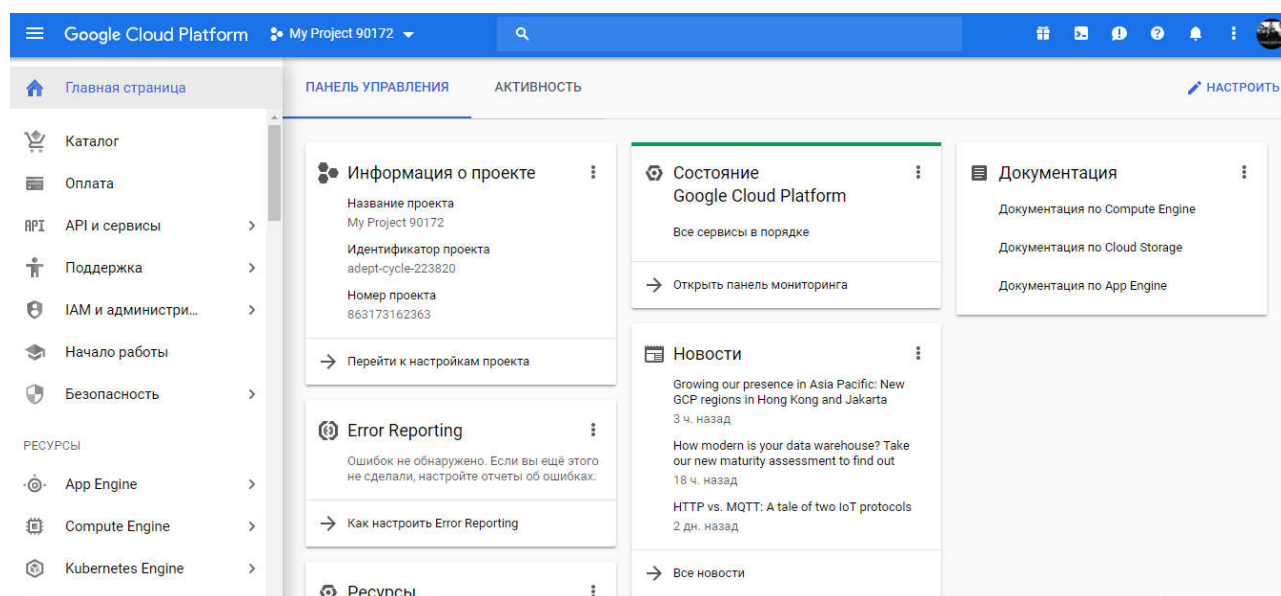 Google Cloud Platform
My Project 90172
Главная страница
Каталог
Оплата
API
API и сервисы
Поддержка
IAM и администри...
Начало работы
Безопасность
РЕСУРСЫ
App Engine
Compute Engine
Kubernetes Engine
ПАНЕЛЬ УПРАВЛЕНИЯ
АКТИВНОСТЬ
НАСТРОИТЬ
Информация о проекте
Название проекта
My Project 90172
Идентификатор проекта
adept-cycle-223820
Номер проекта
863173162363
Перейти к настройкам проекта
Error Reporting
Ошибок не обнаружено. Если вы ещё этого
не сделали, настройте отчеты об ошибках.
Как настроить Error Reporting
Ресурсы
Состояние
Google Cloud Platform
Все сервисы в порядке
Открыть панель мониторинга
Новости
Growing our presence in Asia Pacific: New
GCP regions in Hong Kong and Jakarta
3 ч. назад
How modern is your data warehouse? Take
our new maturity assessment to find out
18 ч. назад
HTTP vs. MQTT: A tale of two IoT protocols
2 дн. назад
Все новости
Документация
Документация по Compute Engine
Документация по Cloud Storage
Документация по App Engine